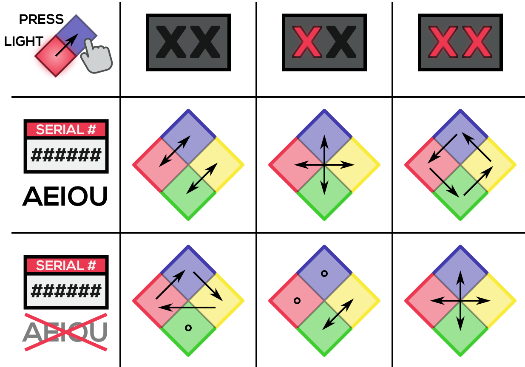 PRESS
LIGHT
XX
XX
XX
SERIAL #
######
AEIOU
SERIAL #
######
AEIOU